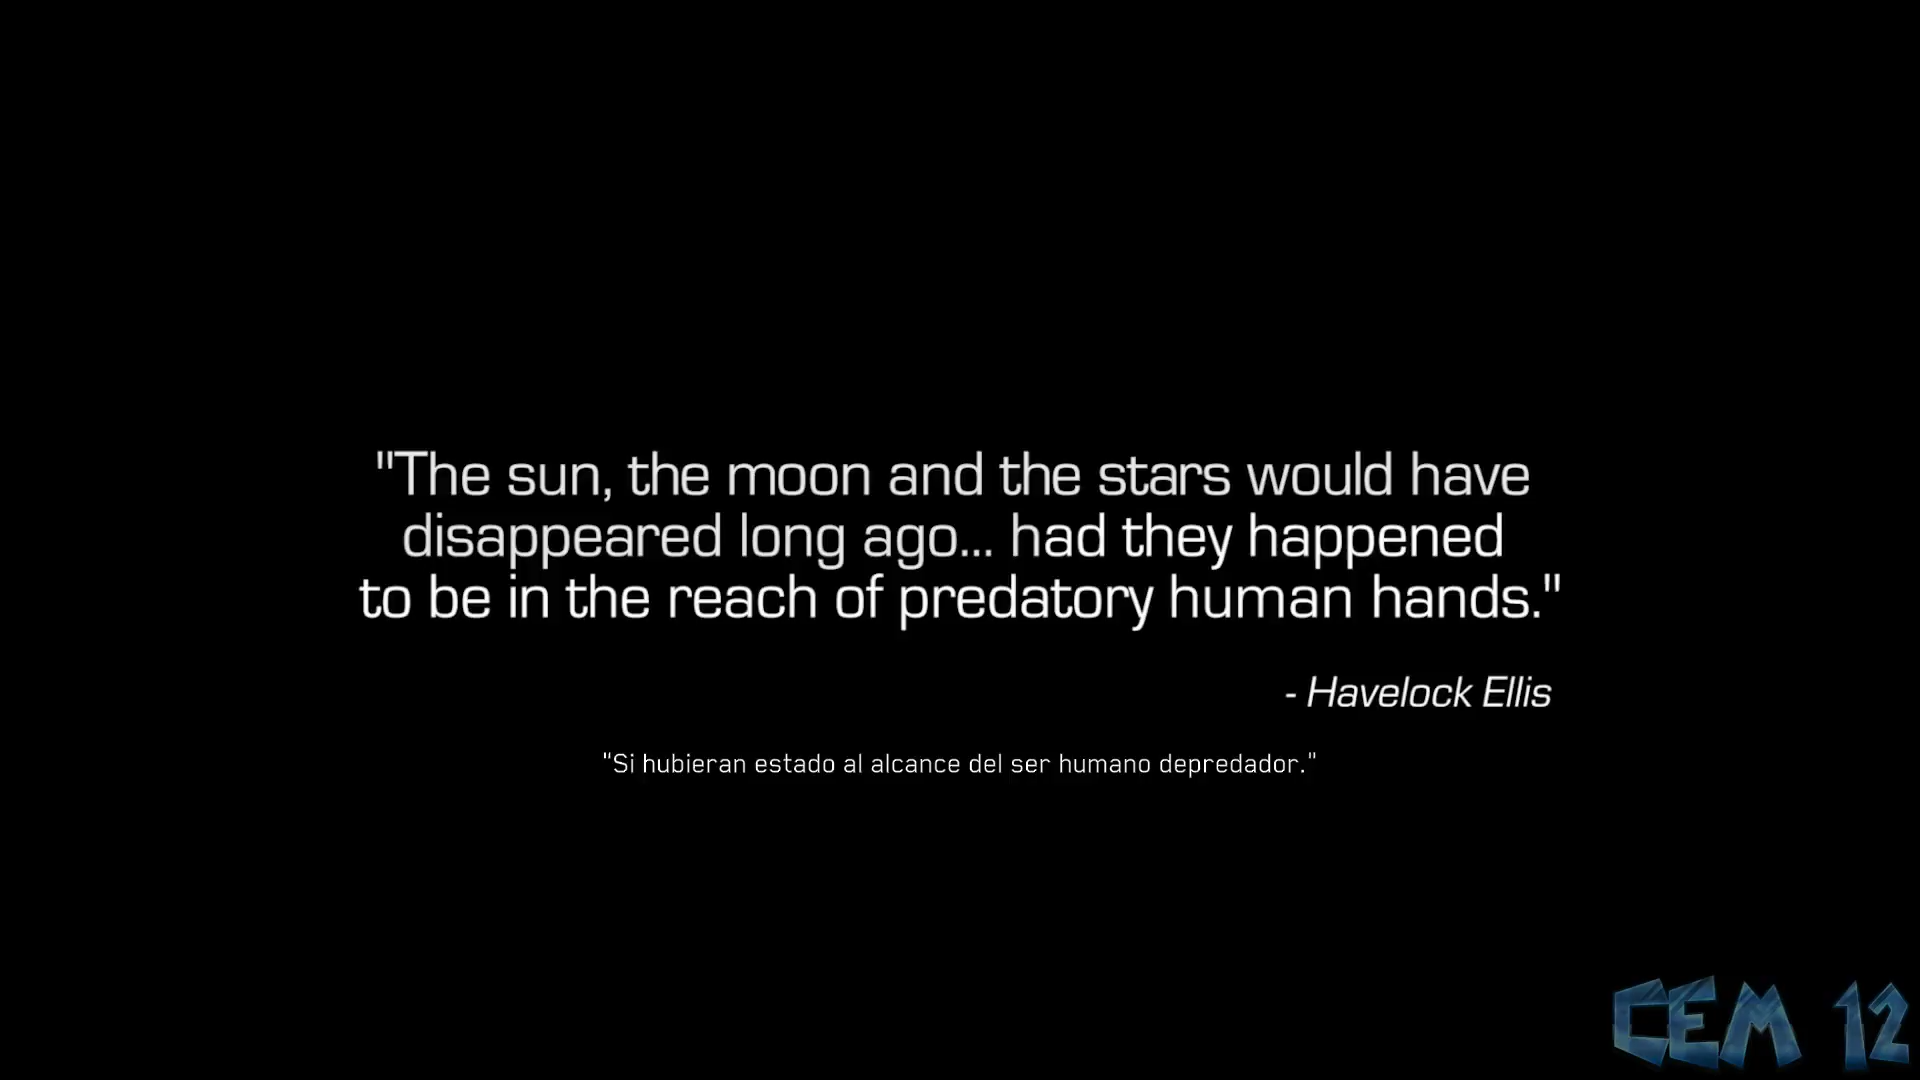 "The sun, the moon and the stars would have
disappeared long ago... had they happened
to be in the reach of predatory human hands."
- Havelock Ellis
"Si hubieran estado al alcance del ser humano depredador."
CEM 12